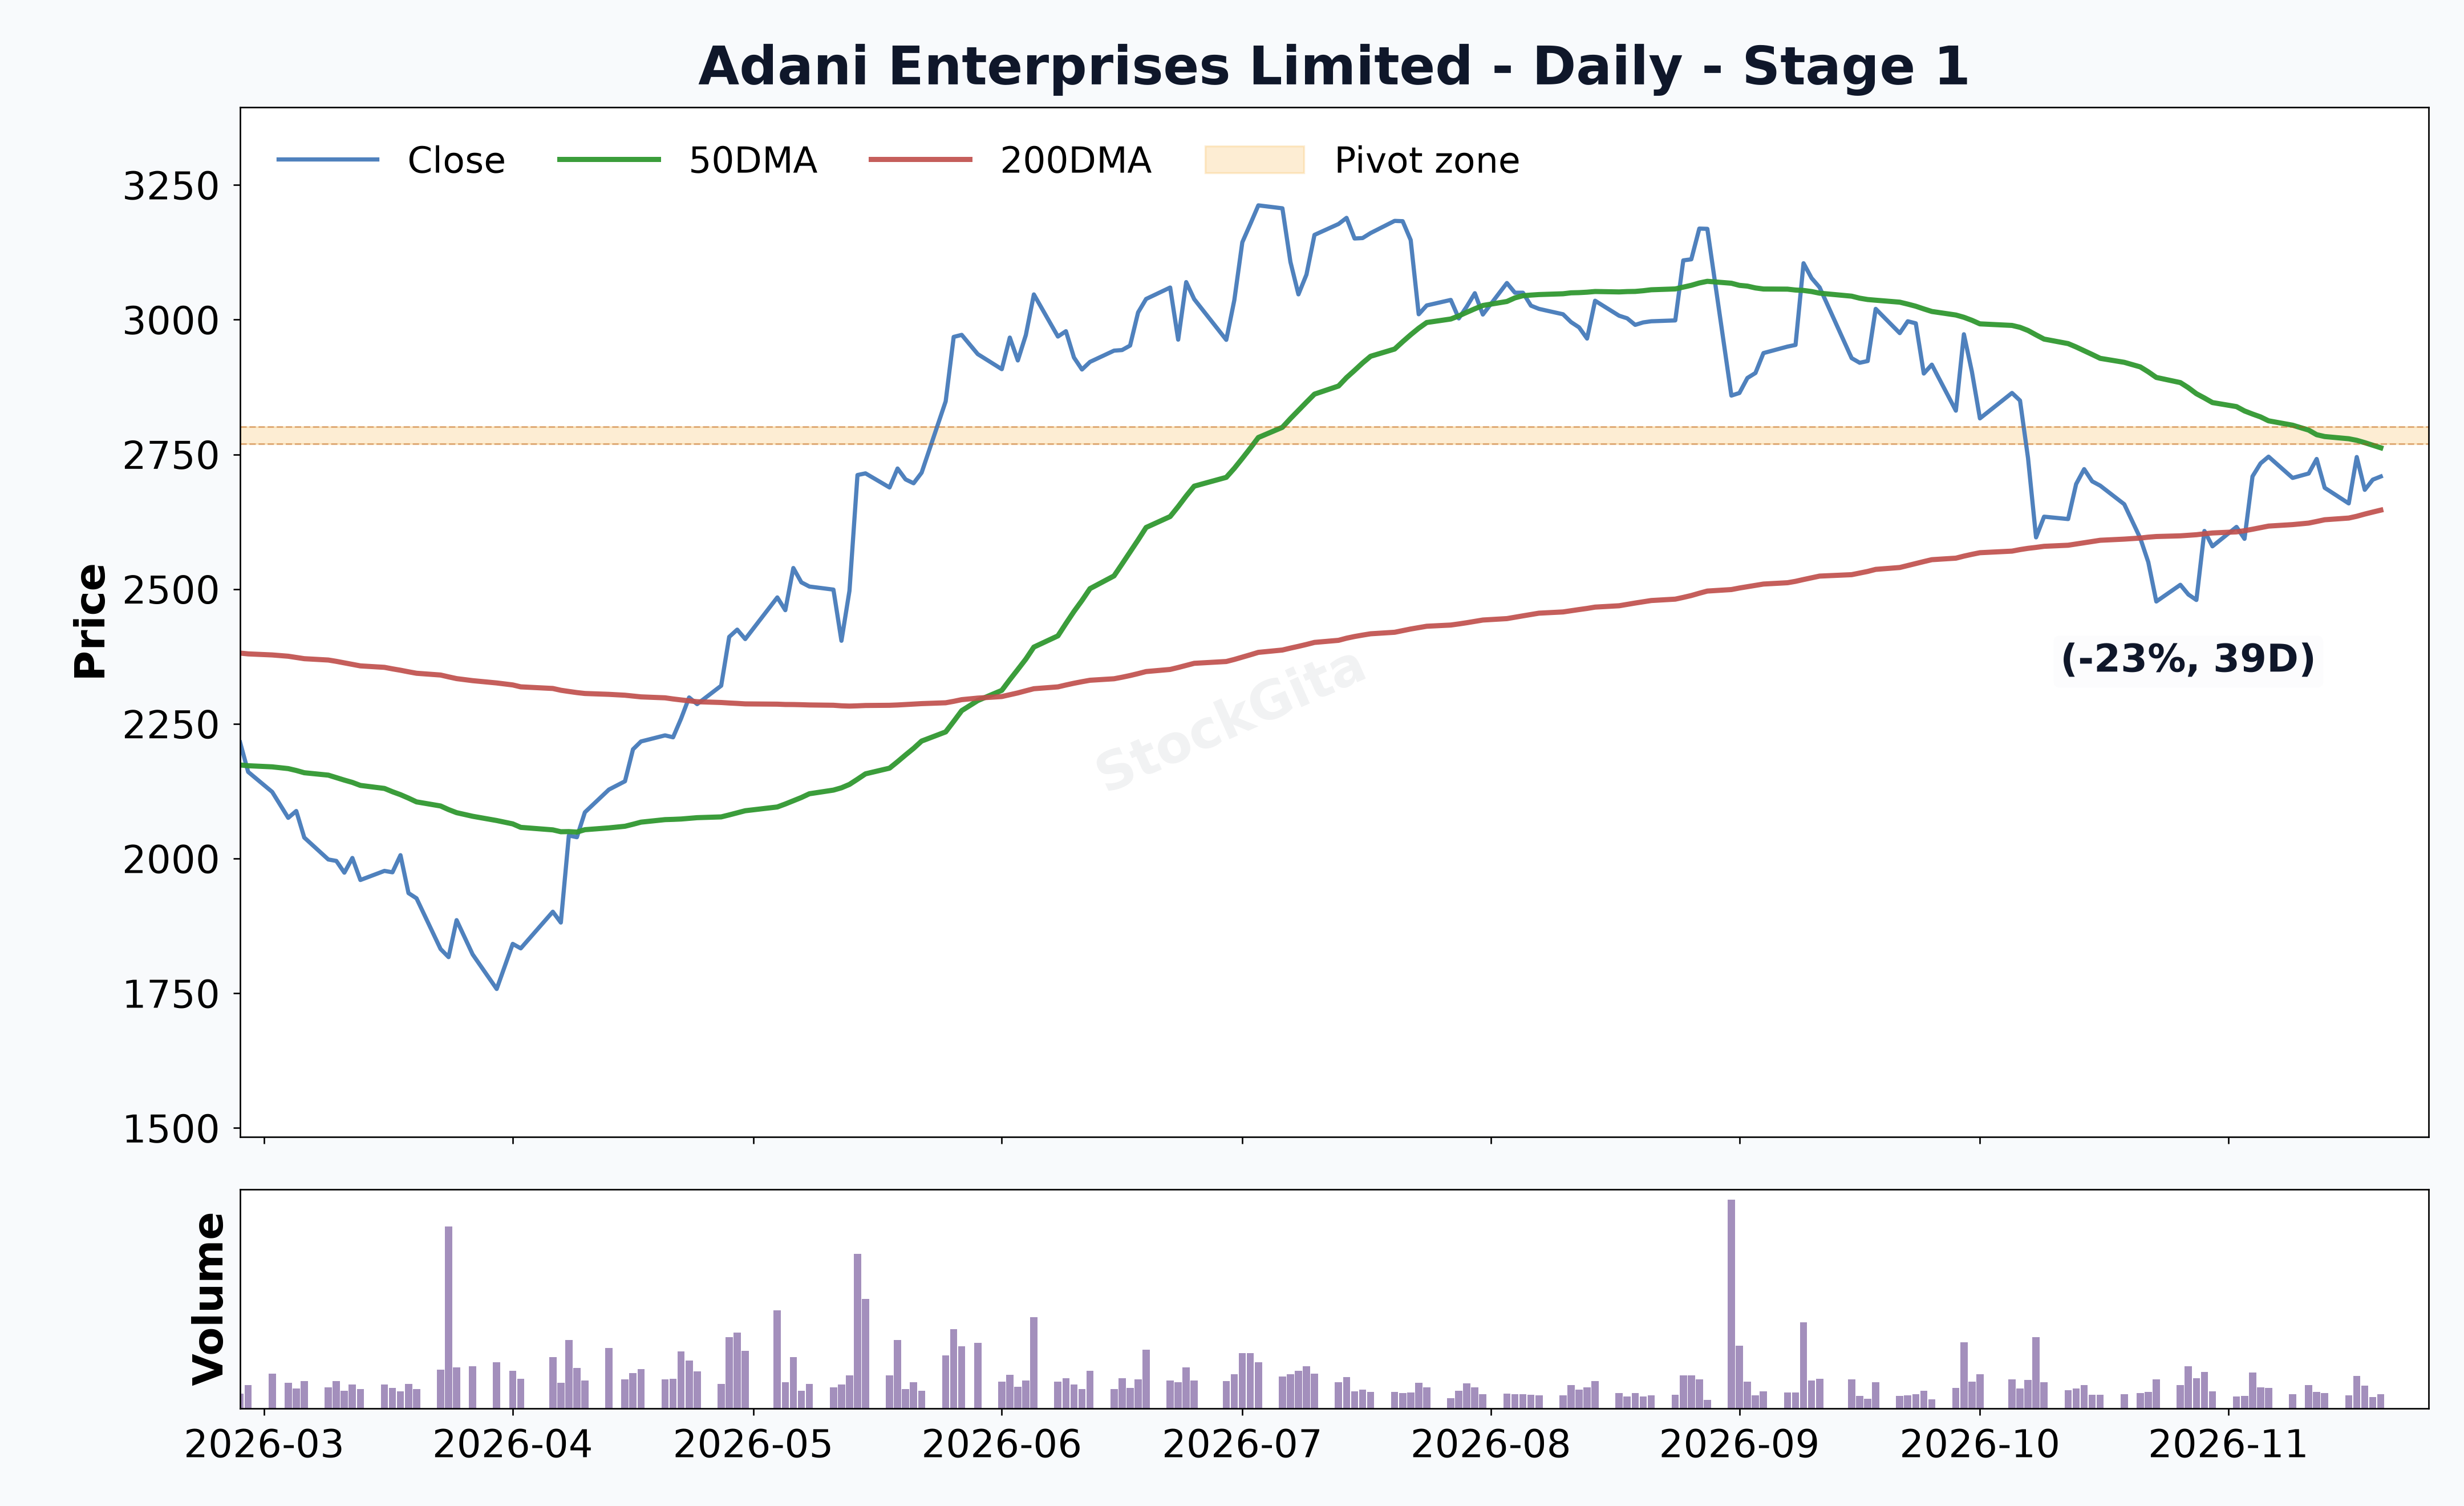 Adani Enterprises Limited - Daily - Stage 1
Close 50DMA 200DMA Pivot zone
3250
3000
2750
2500
2250
2000
1750
1500
Price
(-23%, 39D)
StockGita
Volume
2026-03 2026-04 2026-05 2026-06 2026-07 2026-08 2026-09 2026-10 2026-11